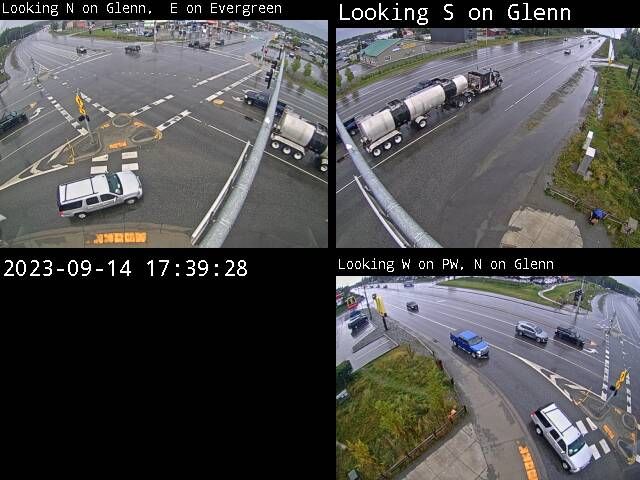 Looking N on Glenn,  E on Evergreen
Looking S on Glenn
2023-09-14 17:39:28
Looking W on PW, N on Glenn